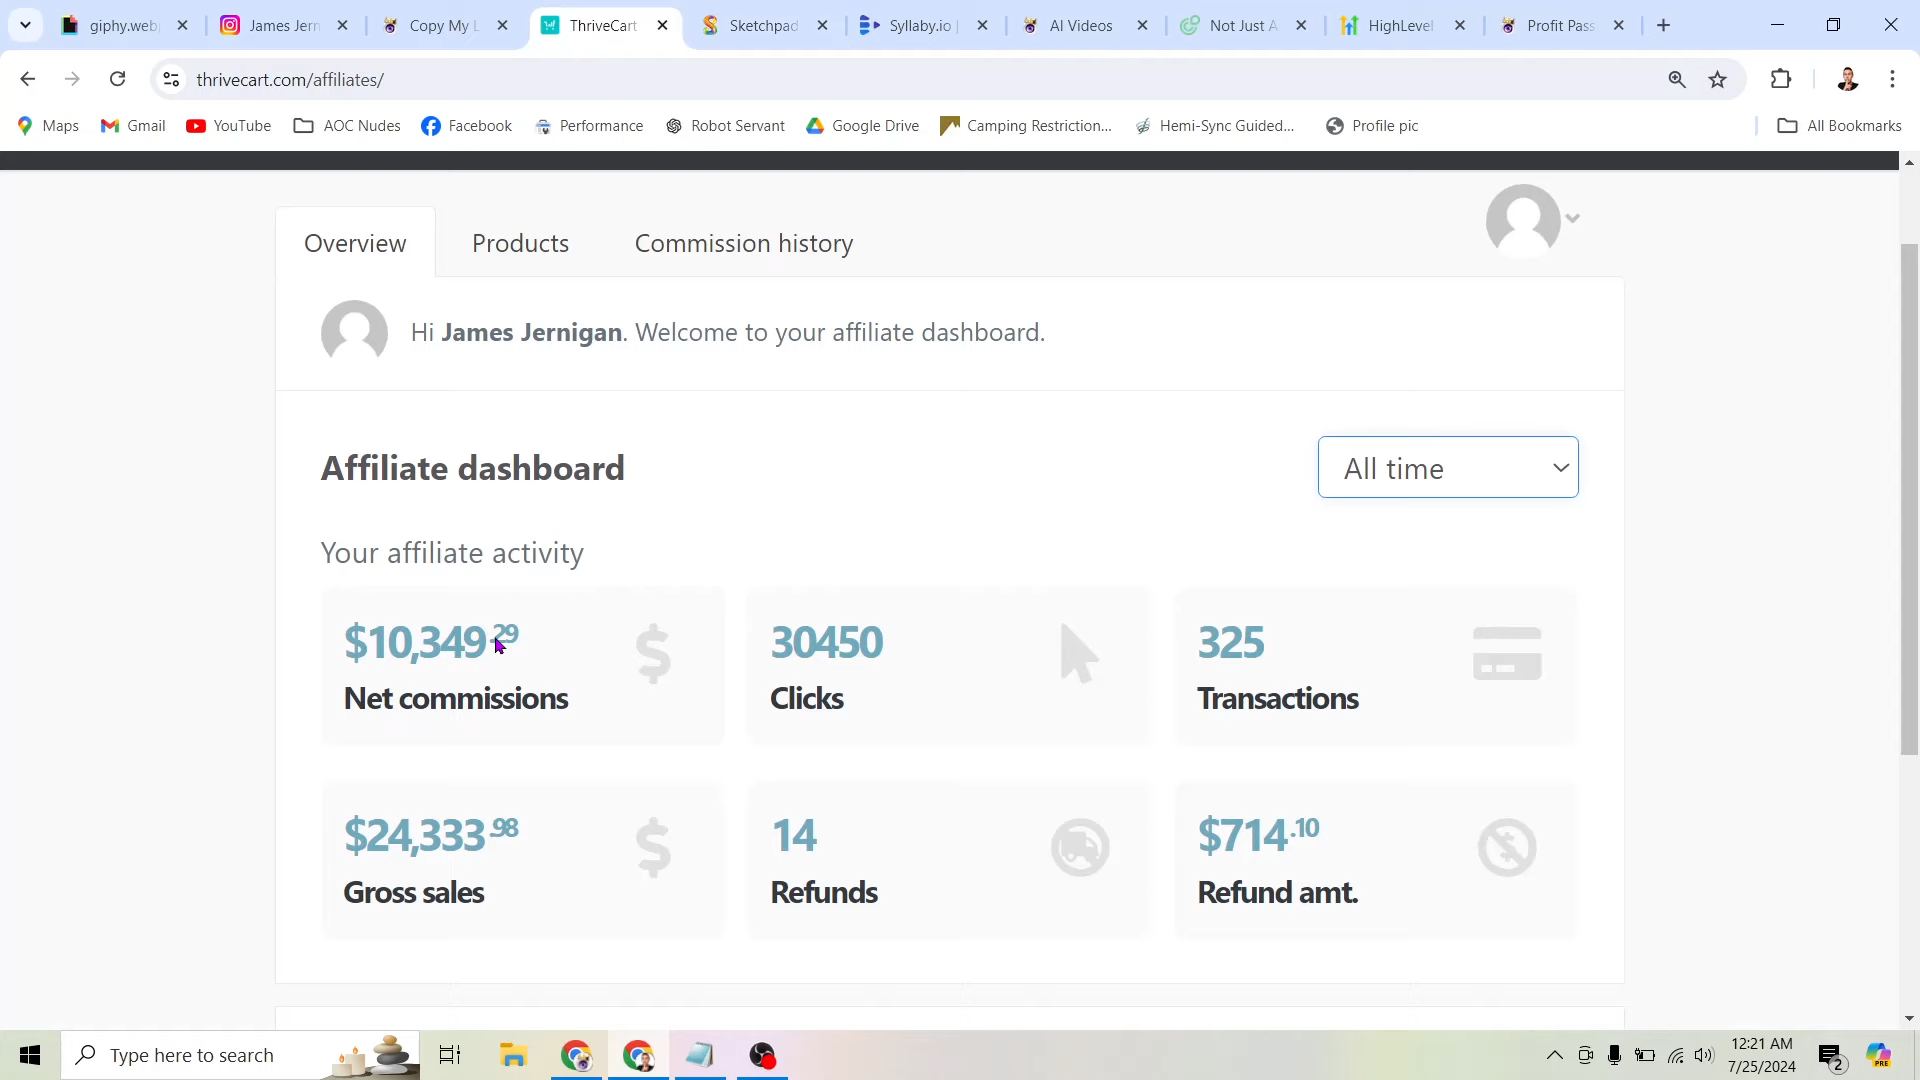 giphy.web
James Jern
Copy My L
ThriveCart
Sketchpad
Syllaby.io |
AI Videos
Not Just A
HighLevel
Profit Pass
thrivecart.com/affiliates/
Maps
Gmail
YouTube
AOC Nudes
Facebook
Performance
Robot Servant
Google Drive
Camping Restriction...
Hemi-Sync Guided...
Profile pic
All Bookmarks
Overview
Products
Commission history
Hi James Jernigan. Welcome to your affiliate dashboard.
Affiliate dashboard
All time
Your affiliate activity
$10,349.29
Net commissions
30450
Clicks
325
Transactions
$24,333.98
Gross sales
14
Refunds
$714.10
Refund amt.
Type here to search
12:21 AM
7/25/2024
2
PRE